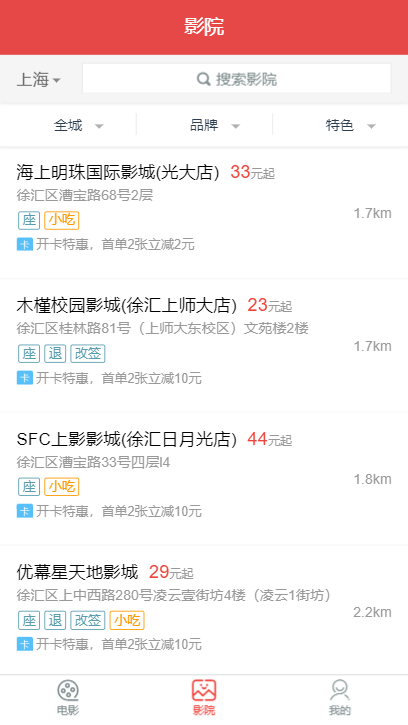 影院
上海
搜索影院
全城 品牌 特色
海上明珠国际影城(光大店) 33元起
徐汇区漕宝路68号2层
1.7km
座 小吃
卡 开卡特惠，首单2张立减2元
木槿校园影城(徐汇上师大店) 23元起
徐汇区桂林路81号（上师大东校区）文苑楼2楼
1.7km
座 退 改签
卡 开卡特惠，首单2张立减10元
SFC上影影城(徐汇日月光店) 44元起
徐汇区漕宝路33号四层l4
1.8km
座 小吃
卡 开卡特惠，首单2张立减10元
优幕星天地影城 29元起
徐汇区上中西路280号凌云壹街坊4楼（凌云1街坊）
2.2km
座 退 改签 小吃
卡 开卡特惠，首单2张立减10元
电影 影院 我的